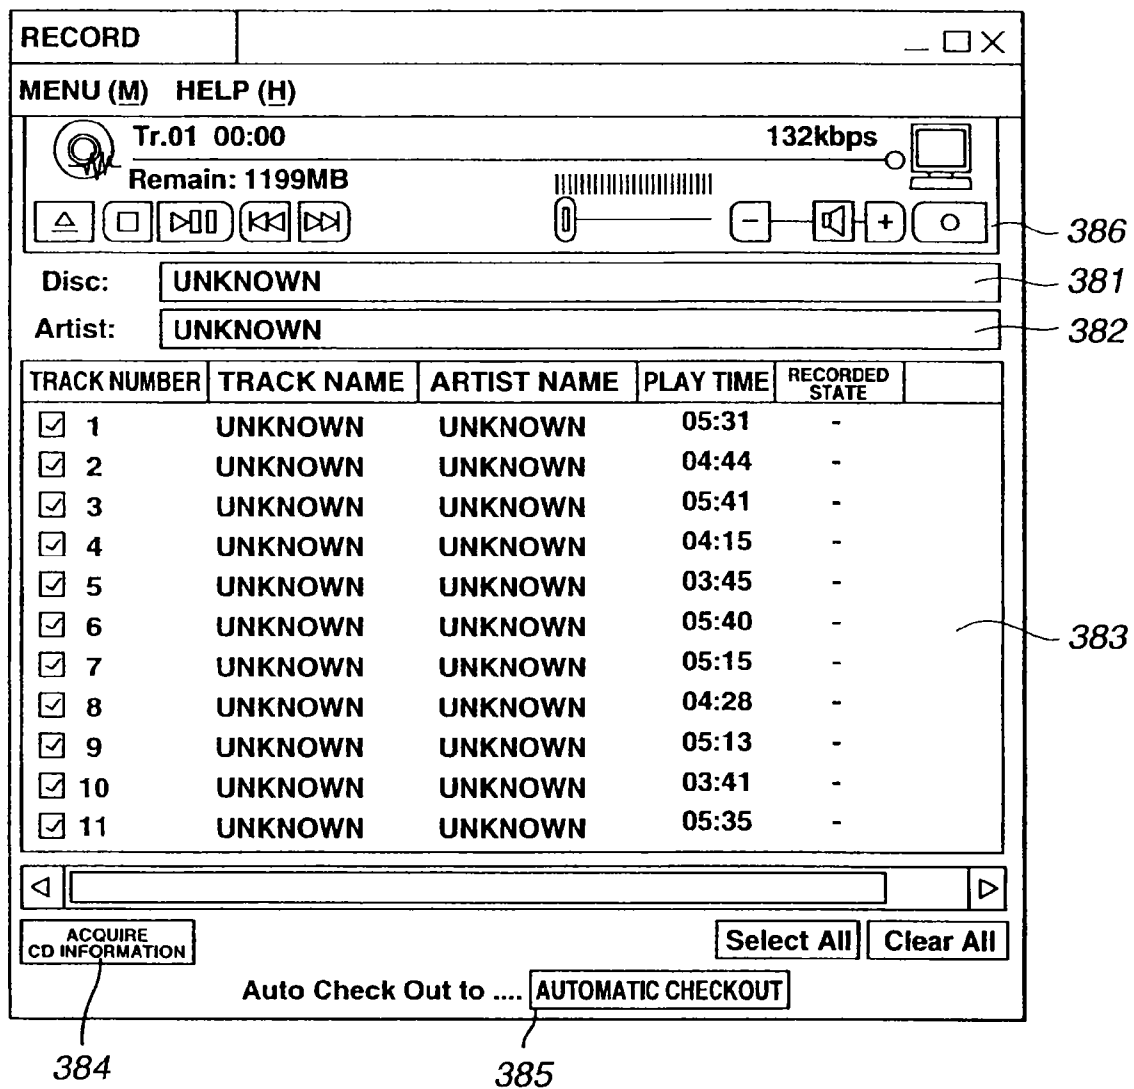 RECORD
MENU (M) HELP (H)
Tr.01 00:00 132kbps
Remain: 1199MB
386
Disc: UNKNOWN 381
Artist: UNKNOWN 382
TRACK NUMBER TRACK NAME ARTIST NAME PLAY TIME RECORDED STATE
1 UNKNOWN UNKNOWN 05:31 -
2 UNKNOWN UNKNOWN 04:44 -
3 UNKNOWN UNKNOWN 05:41 -
4 UNKNOWN UNKNOWN 04:15 -
5 UNKNOWN UNKNOWN 03:45 -
6 UNKNOWN UNKNOWN 05:40 -
383
7 UNKNOWN UNKNOWN 05:15 -
8 UNKNOWN UNKNOWN 04:28 -
9 UNKNOWN UNKNOWN 05:13 -
10 UNKNOWN UNKNOWN 03:41 -
11 UNKNOWN UNKNOWN 05:35 -
ACQUIRE CD INFORMATION Select All Clear All
Auto Check Out to .... AUTOMATIC CHECKOUT
384 385